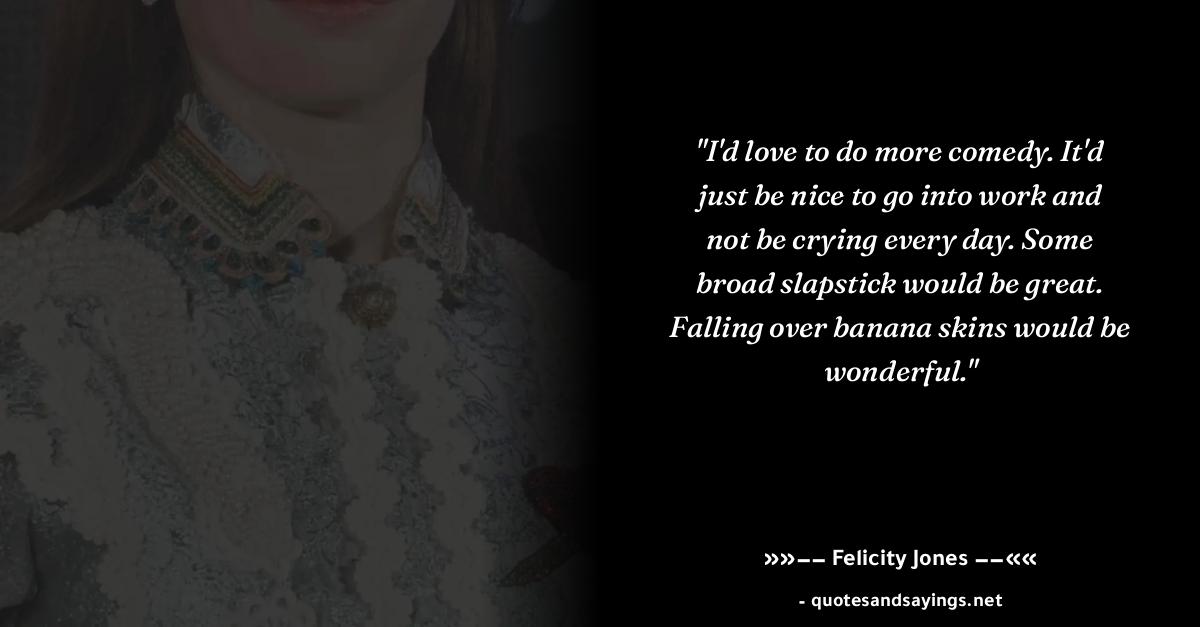 "I'd love to do more comedy. It'd
just be nice to go into work and
not be crying every day. Some
broad slapstick would be great.
Falling over banana skins would be
wonderful."
»»−− Felicity Jones −−««
- quotesandsayings.net